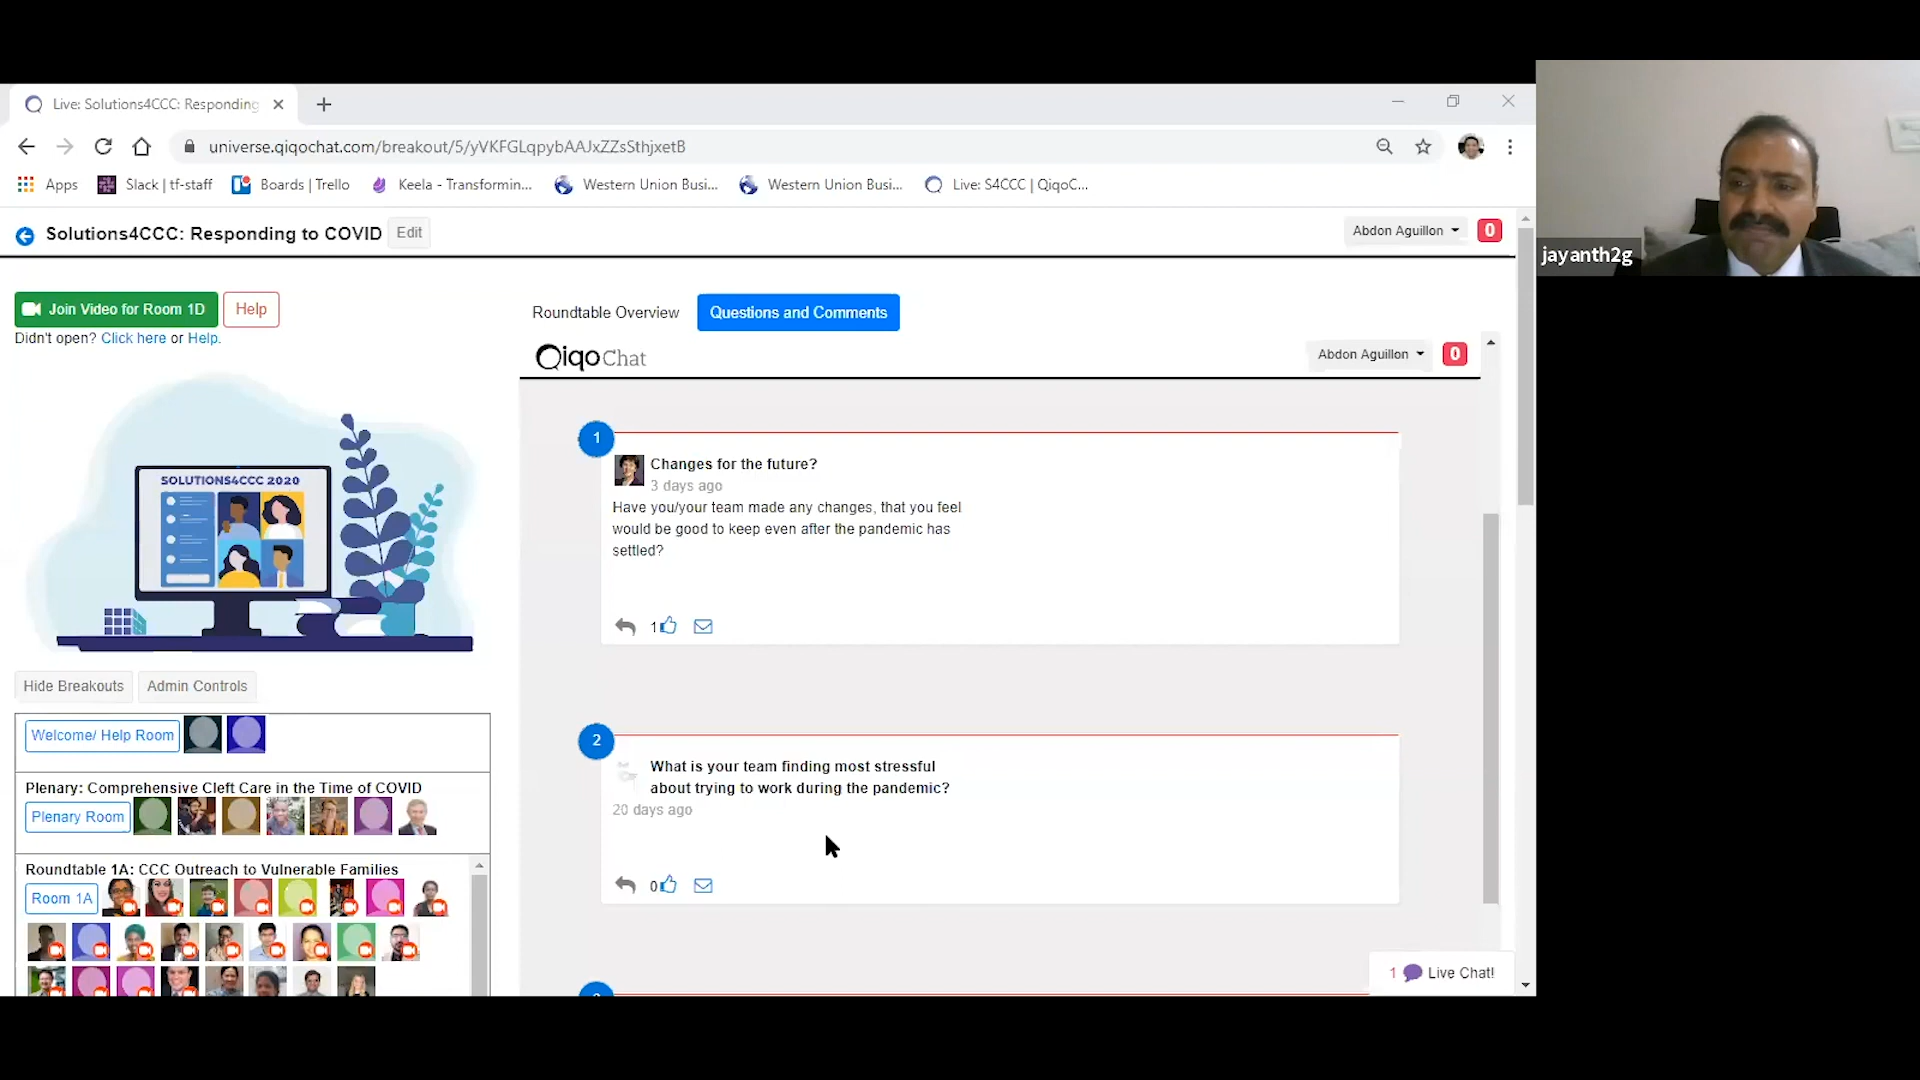 Live: Solutions4CCC: Responding
universe.qiqochat.com/breakout/5/yVKFGLqpybAAJxZZsSthjxetB
Apps
Slack | tf-staff
Boards | Trello
Keela - Transformin...
Western Union Busi...
Western Union Busi...
Live: S4CCC | QiqoC...
Solutions4CCC: Responding to COVID
Edit
Abdon Aguillon
0
jayanth2g
Join Video for Room 1D
Help
Didn't open? Click here or Help.
Roundtable Overview
Questions and Comments
QiqoChat
Abdon Aguillon
0
SOLUTIONS4CCC 2020
1
Changes for the future?
3 days ago
Have you/your team made any changes, that you feel
would be good to keep even after the pandemic has
settled?
1
Hide Breakouts
Admin Controls
Welcome/ Help Room
Plenary: Comprehensive Cleft Care in the Time of COVID
Plenary Room
Roundtable 1A: CCC Outreach to Vulnerable Families
Room 1A
2
What is your team finding most stressful
about trying to work during the pandemic?
20 days ago
0
1 Live Chat!